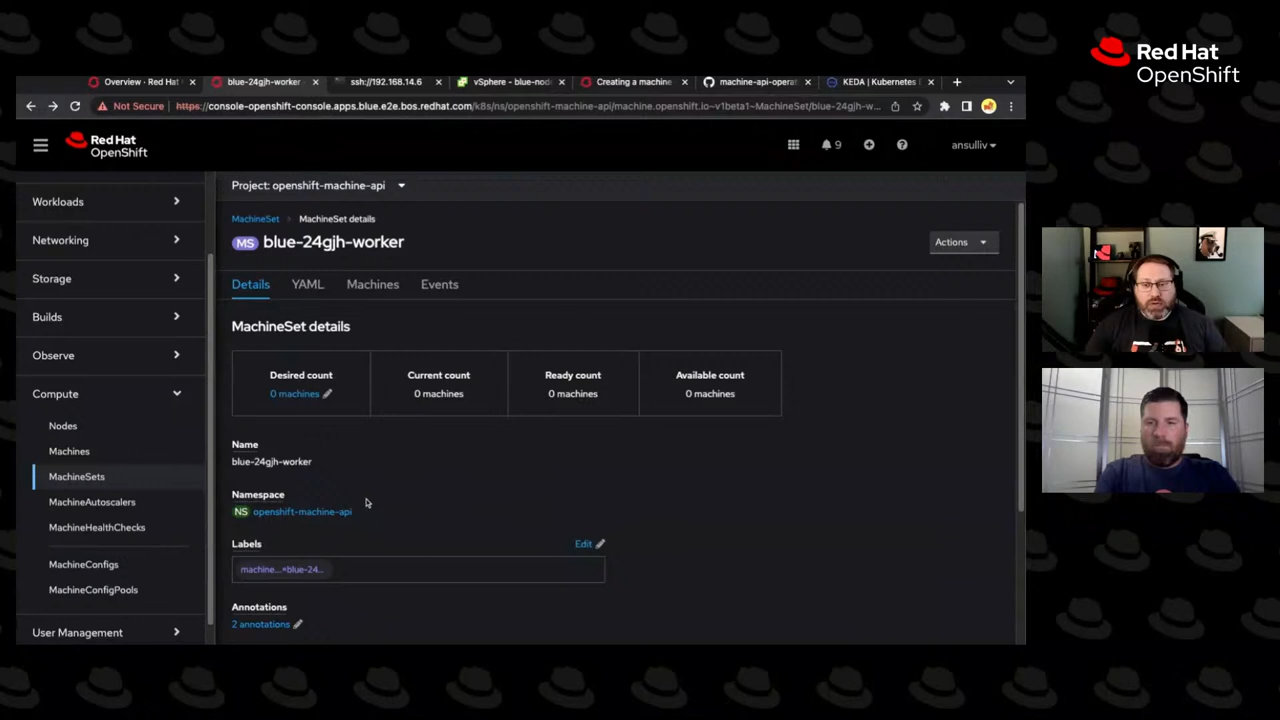 Red Hat
OpenShift
Overview · Red Hat
blue-24gjh-worker
ssh://192.168.14.6
vSphere - blue-nod
Creating a machine
machine-api-operat
KEDA | Kubernetes
Not Secure
https://console-openshift-console.apps.blue.e2e.bos.redhat.com/k8s/ns/openshift-machine-api/machine.openshift.io~v1beta1~MachineSet/blue-24gjh-w...
Red Hat
OpenShift
9
ansulliv
Project: openshift-machine-api
Workloads
Networking
Storage
Builds
Observe
Compute
Nodes
Machines
MachineSets
MachineAutoscalers
MachineHealthChecks
MachineConfigs
MachineConfigPools
User Management
MachineSet > MachineSet details
MS blue-24gjh-worker
Actions
Details YAML Machines Events
MachineSet details
Desired count Current count Ready count Available count
0 machines 0 machines 0 machines 0 machines
Name
blue-24gjh-worker
Namespace
NS openshift-machine-api
Labels Edit
machine...=blue-24...
Annotations
2 annotations